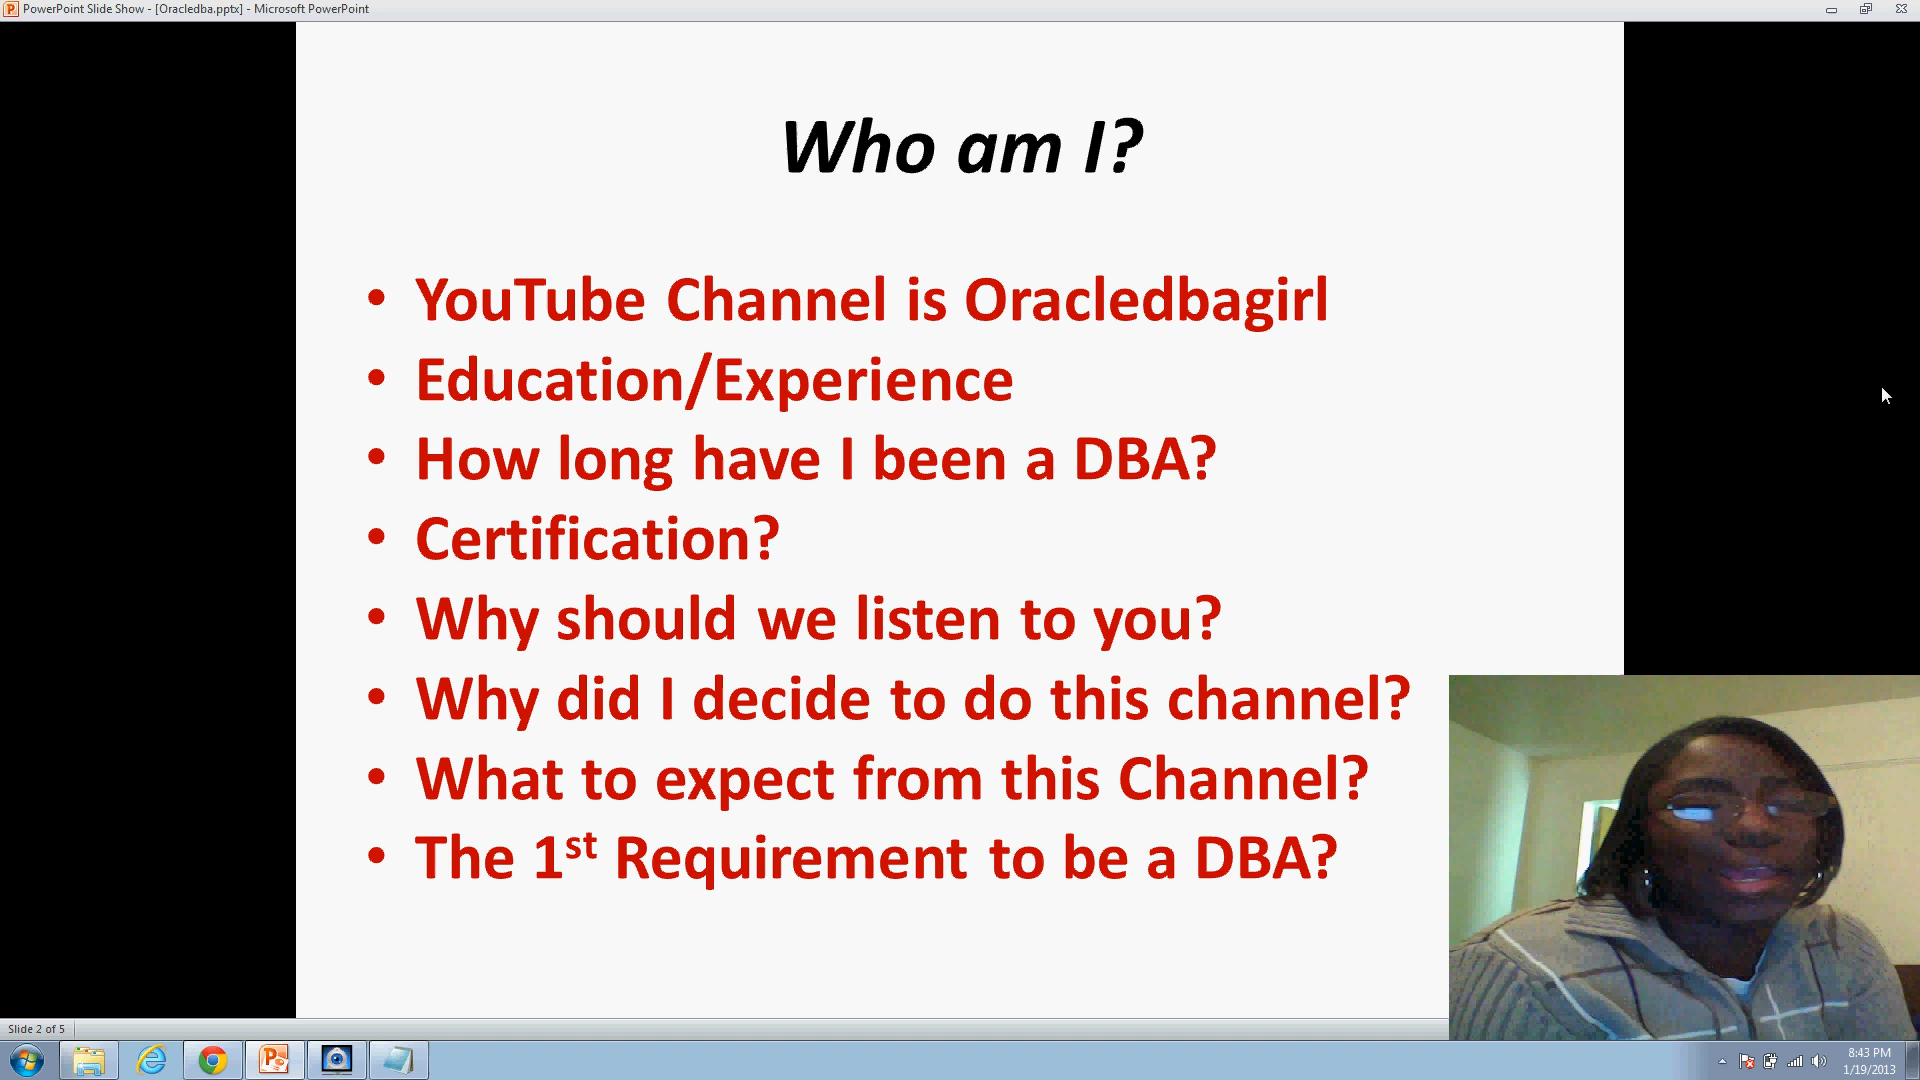 PowerPoint Slide Show - [Oracledba.pptx] - Microsoft PowerPoint
Who am I?
• YouTube Channel is Oracledbagirl
• Education/Experience
• How long have I been a DBA?
• Certification?
• Why should we listen to you?
• Why did I decide to do this channel?
• What to expect from this Channel?
• The 1st Requirement to be a DBA?
Slide 2 of 5
8:43 PM
1/19/2013